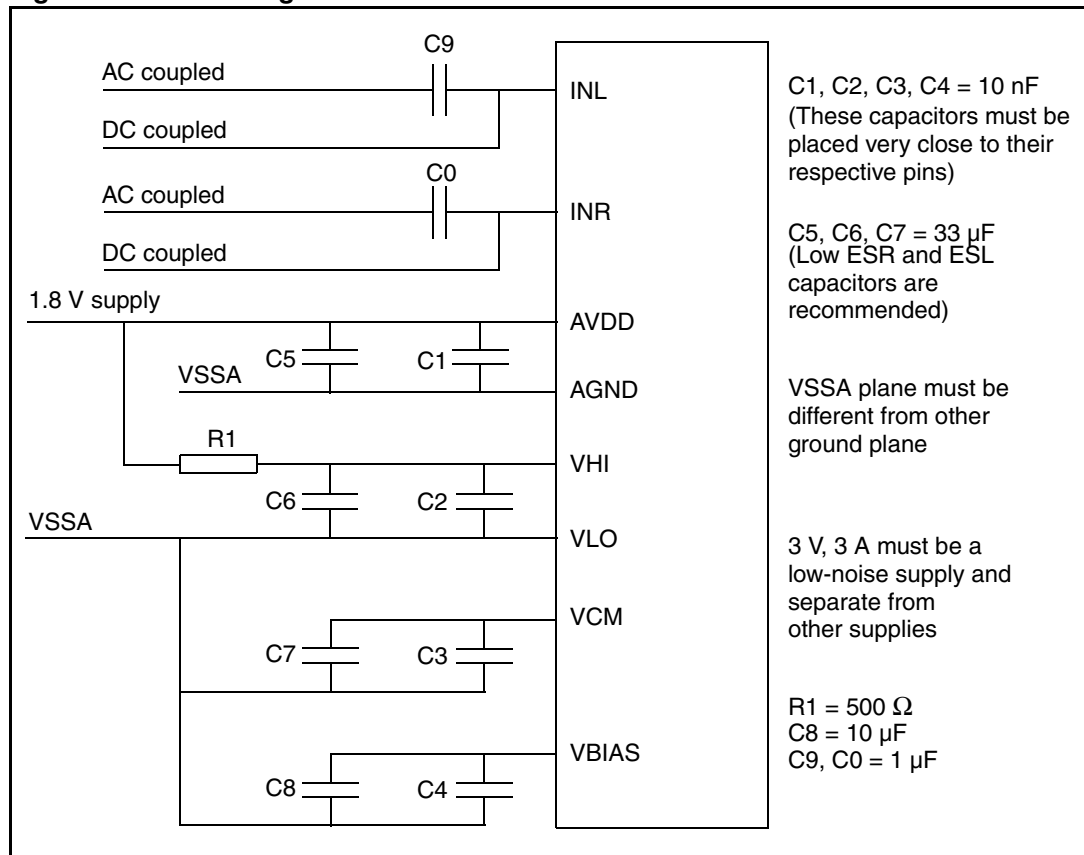 C9
AC coupled
INL
DC coupled
C0
AC coupled
INR
DC coupled
1.8 V supply
AVDD
C5
C1
VSSA
AGND
R1
VHI
C6
C2
VSSA
VLO
VCM
C7
C3
VBIAS
C8
C4
C1, C2, C3, C4 = 10 nF
(These capacitors must be
placed very close to their
respective pins)
C5, C6, C7 = 33 µF
(Low ESR and ESL
capacitors are
recommended)
VSSA plane must be
different from other
ground plane
3 V, 3 A must be a
low-noise supply and
separate from
other supplies
R1 = 500 Ω
C8 = 10 µF
C9, C0 = 1 µF